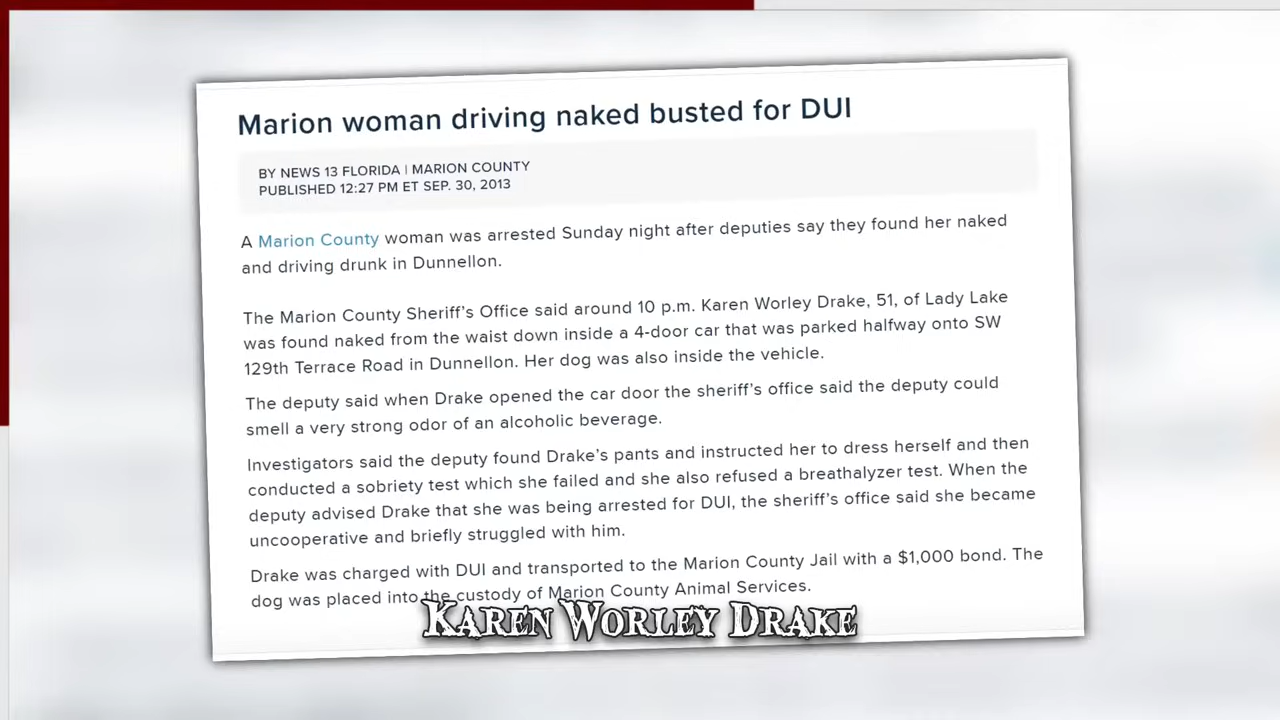 Marion woman driving naked busted for DUI
BY NEWS 13 FLORIDA | MARION COUNTY
PUBLISHED 12:27 PM ET SEP. 30, 2013
A Marion County woman was arrested Sunday night after deputies say they found her naked
and driving drunk in Dunnellon.
The Marion County Sheriff's Office said around 10 p.m. Karen Worley Drake, 51, of Lady Lake
was found naked from the waist down inside a 4-door car that was parked halfway onto SW
129th Terrace Road in Dunnellon. Her dog was also inside the vehicle.
The deputy said when Drake opened the car door the sheriff's office said the deputy could
smell a very strong odor of an alcoholic beverage.
Investigators said the deputy found Drake's pants and instructed her to dress herself and then
conducted a sobriety test which she failed and she also refused a breathalyzer test. When the
deputy advised Drake that she was being arrested for DUI, the sheriff's office said she became
uncooperative and briefly struggled with him.
Drake was charged with DUI and transported to the Marion County Jail with a $1,000 bond. The
dog was placed into the custody of Marion County Animal Services.
KAREN WORLEY DRAKE